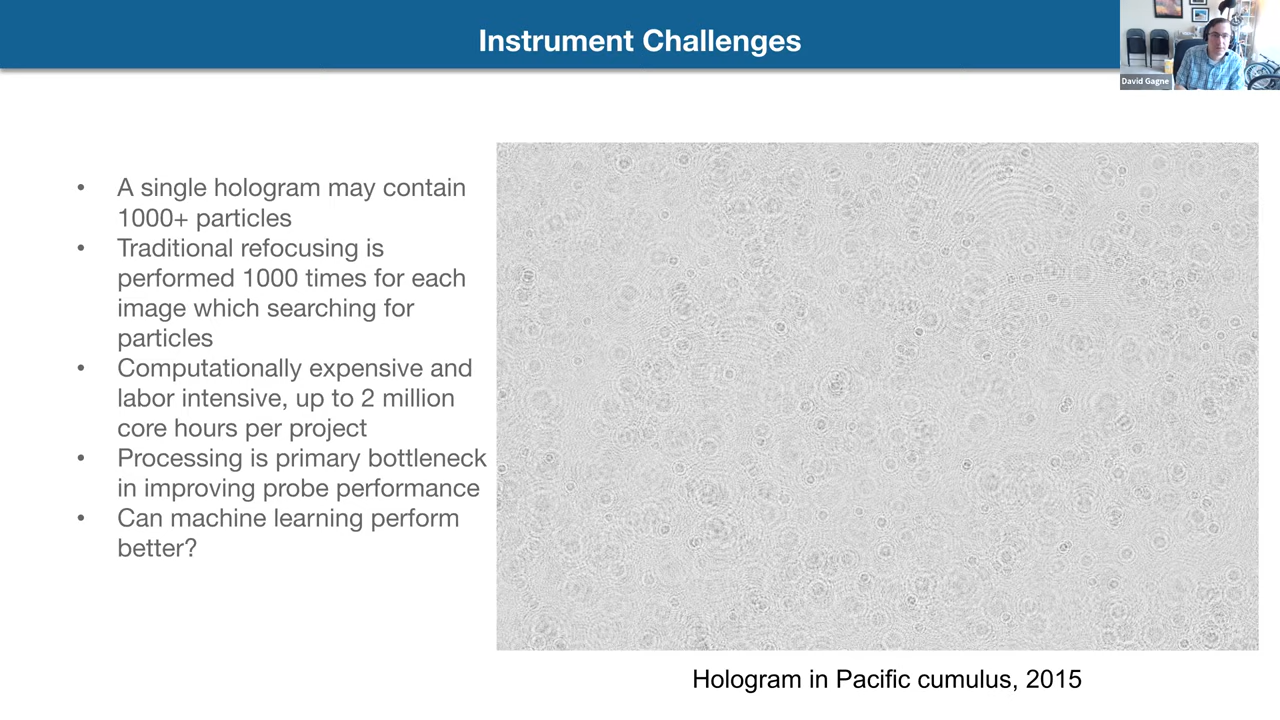 Instrument Challenges
David Gagne
• A single hologram may contain
1000+ particles
• Traditional refocusing is
performed 1000 times for each
image which searching for
particles
• Computationally expensive and
labor intensive, up to 2 million
core hours per project
• Processing is primary bottleneck
in improving probe performance
• Can machine learning perform
better?
Hologram in Pacific cumulus, 2015